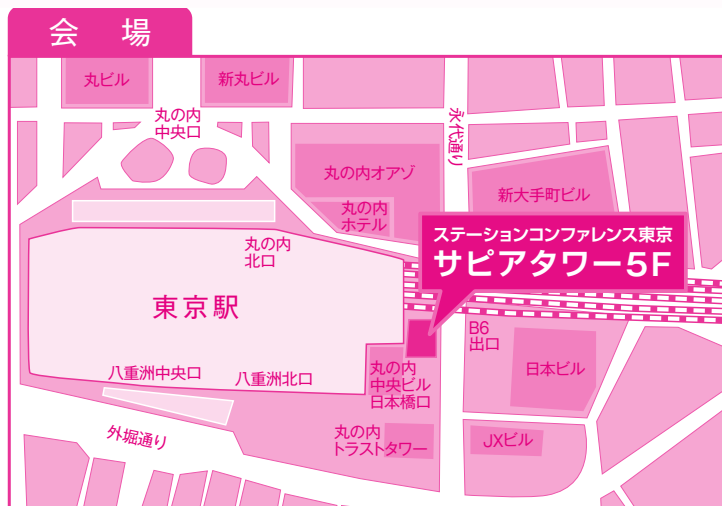 会場
丸ビル
新丸ビル
丸の内
中央口
永代通り
丸の内オアゾ
丸の内
ホテル
新大手町ビル
ステーションコンファレンス東京
サピアタワー5F
丸の内
北口
東京駅
B6
出口
日本ビル
八重洲中央口
八重洲北口
丸の内
中央ビル
日本橋口
外堀通り
丸の内
トラストタワー
JXビル